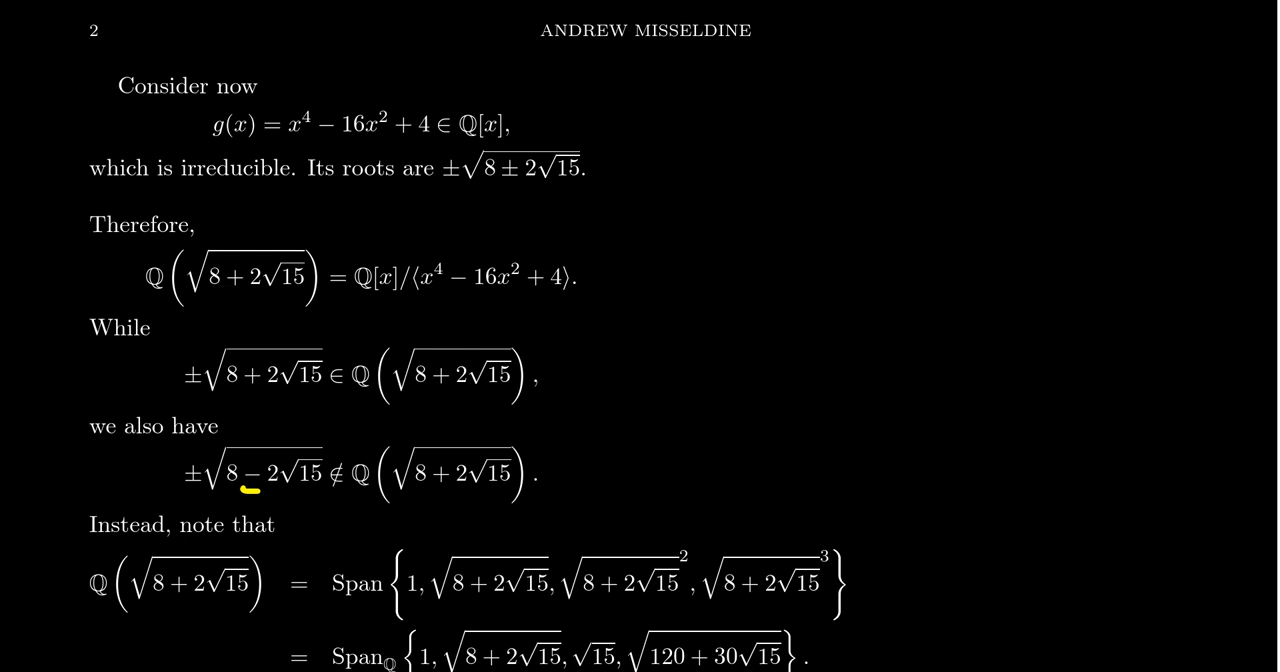 2 ANDREW MISSELDINE
Consider now
g(x) = x⁴ − 16x² + 4 ∈ ℚ[x],
which is irreducible. Its roots are ±√(8 ± 2√15).
Therefore,
ℚ(√(8 + 2√15)) = ℚ[x]/⟨x⁴ − 16x² + 4⟩.
While
±√(8 + 2√15) ∈ ℚ(√(8 + 2√15)),
we also have
±√(8 − 2√15) ∉ ℚ(√(8 + 2√15)).
Instead, note that
ℚ(√(8 + 2√15)) = Span{1, √(8 + 2√15), √(8 + 2√15)², √(8 + 2√15)³}
= Span_ℚ{1, √(8 + 2√15), √15, √(120 + 30√15)}.